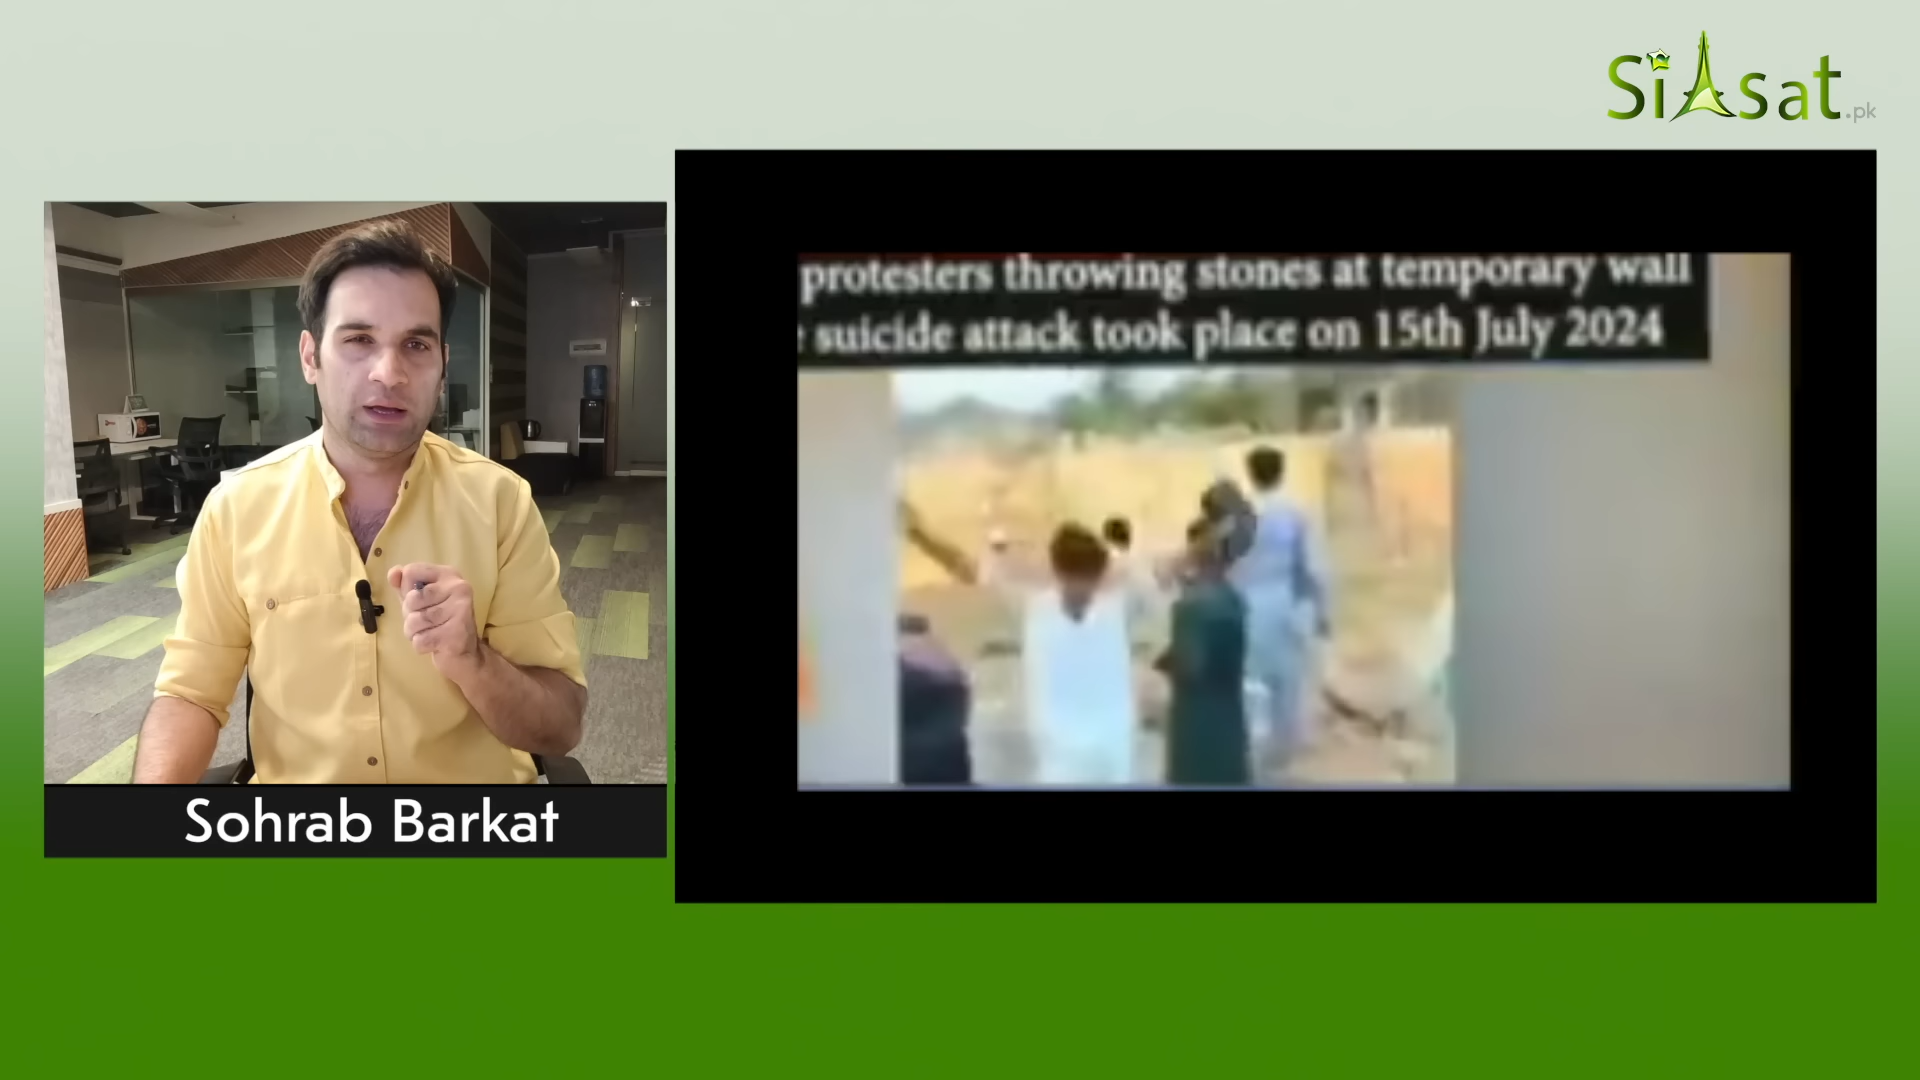 SiAsat.pk
protesters throwing stones at temporary wall
suicide attack took place on 15th July 2024
Sohrab Barkat